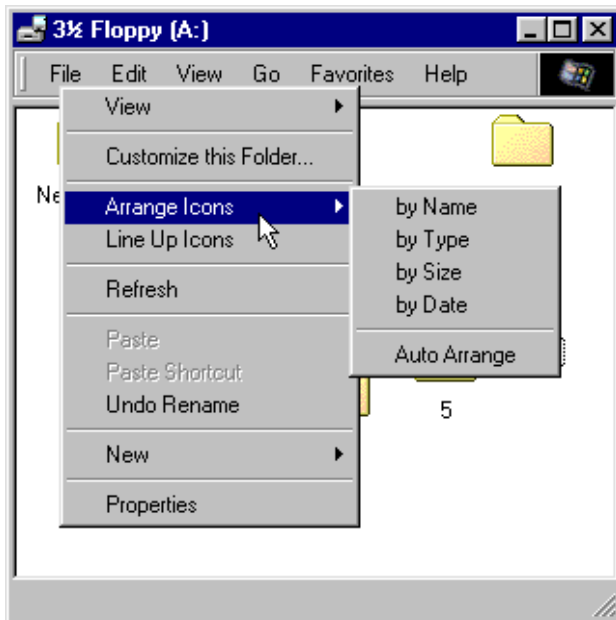 3½ Floppy (A:)
File Edit View Go Favorites Help
View
Customize this Folder...
Ne
Arrange Icons
by Name
Line Up Icons
by Type
by Size
Refresh
by Date
Paste
Auto Arrange
Paste Shortcut
Undo Rename
5
New
Properties